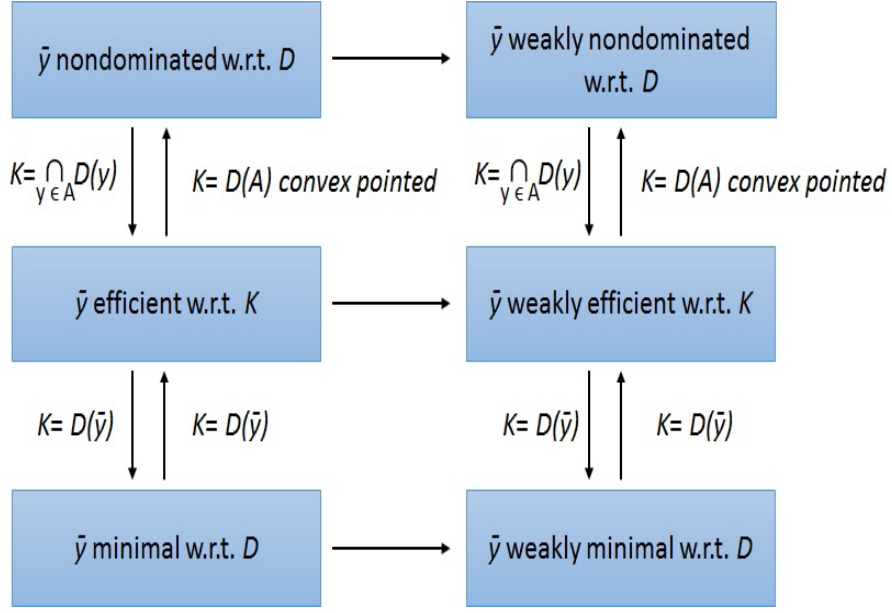 ȳ nondominated w.r.t. D
ȳ weakly nondominated
w.r.t. D
K= ∩ D(y)
y ∈ A
K= D(A) convex pointed
K= ∩ D(y)
y ∈ A
K= D(A) convex pointed
ȳ efficient w.r.t. K
ȳ weakly efficient w.r.t. K
K= D(ȳ)
K= D(ȳ)
K= D(ȳ)
K= D(ȳ)
ȳ minimal w.r.t. D
ȳ weakly minimal w.r.t. D